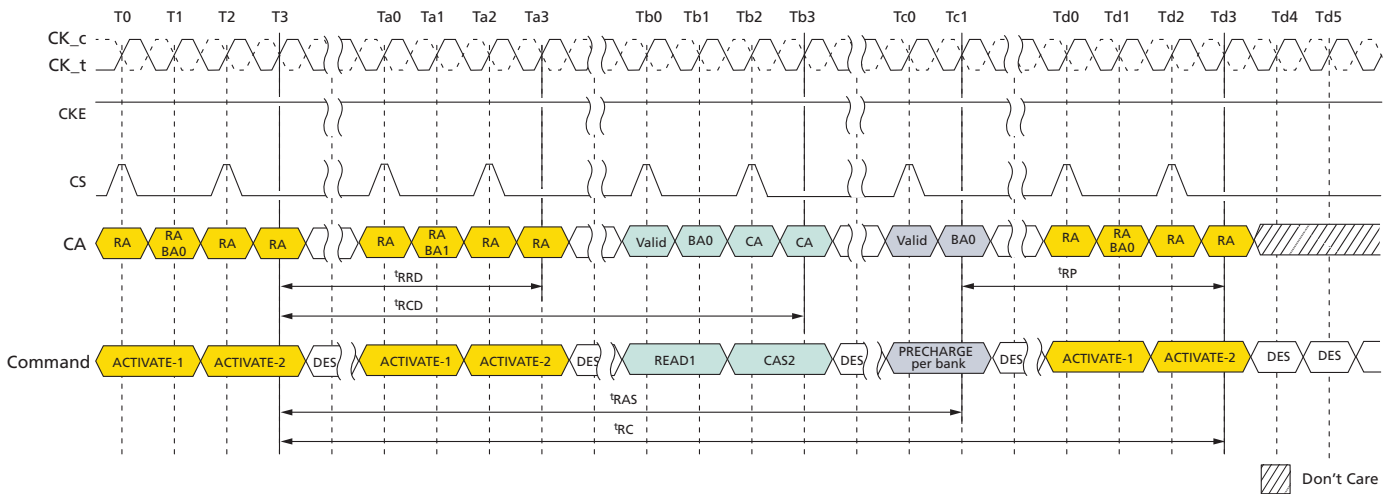 T0 T1 T2 T3 Ta0 Ta1 Ta2 Ta3 Tb0 Tb1 Tb2 Tb3 Tc0 Tc1 Td0 Td1 Td2 Td3 Td4 Td5
CK_c
CK_t
CKE
CS
CA RA RA BA0 RA RA RA RA BA1 RA RA Valid BA0 CA CA Valid BA0 RA RA BA0 RA RA
tRRD tRP
tRCD
Command ACTIVATE-1 ACTIVATE-2 DES ACTIVATE-1 ACTIVATE-2 DES READ1 CAS2 DES PRECHARGE per bank DES ACTIVATE-1 ACTIVATE-2 DES DES
tRAS
tRC
Don't Care